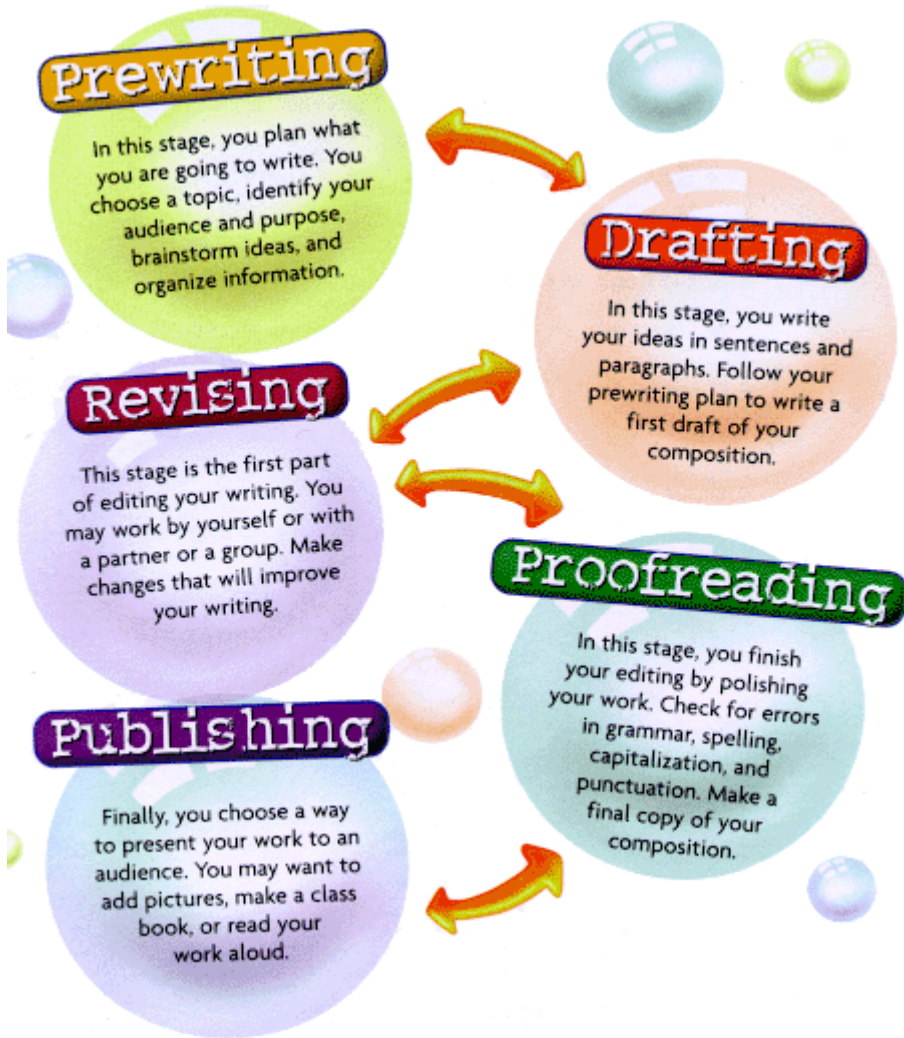 Prewriting
In this stage, you plan what
you are going to write. You
choose a topic, identify your
audience and purpose,
brainstorm ideas, and
organize information.
Drafting
In this stage, you write
your ideas in sentences and
paragraphs. Follow your
prewriting plan to write a
first draft of your
composition.
Revising
This stage is the first part
of editing your writing. You
may work by yourself or with
a partner or a group. Make
changes that will improve
your writing.
Proofreading
In this stage, you finish
your editing by polishing
your work. Check for errors
in grammar, spelling,
capitalization, and
punctuation. Make a
final copy of your
composition.
Publishing
Finally, you choose a way
to present your work to an
audience. You may want to
add pictures, make a class
book, or read your
work aloud.